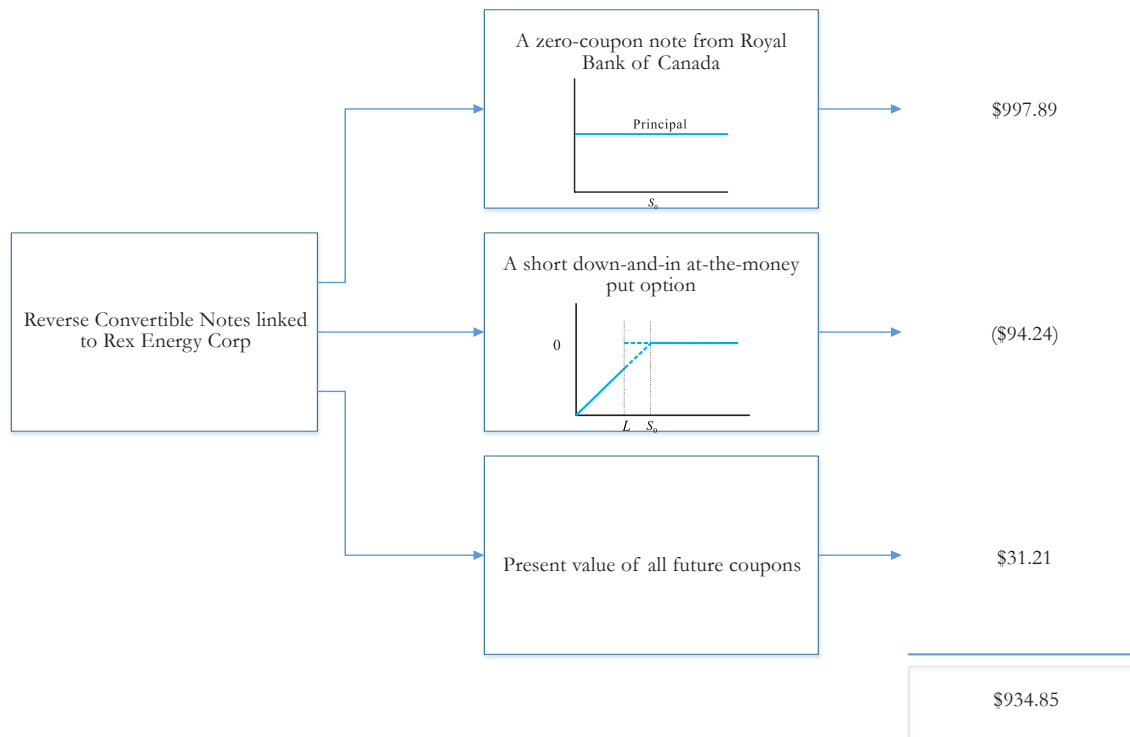 A zero-coupon note from Royal
Bank of Canada
Principal
S₀
$997.89
Reverse Convertible Notes linked
to Rex Energy Corp
A short down-and-in at-the-money
put option
0
L S₀
($94.24)
Present value of all future coupons
$31.21
$934.85